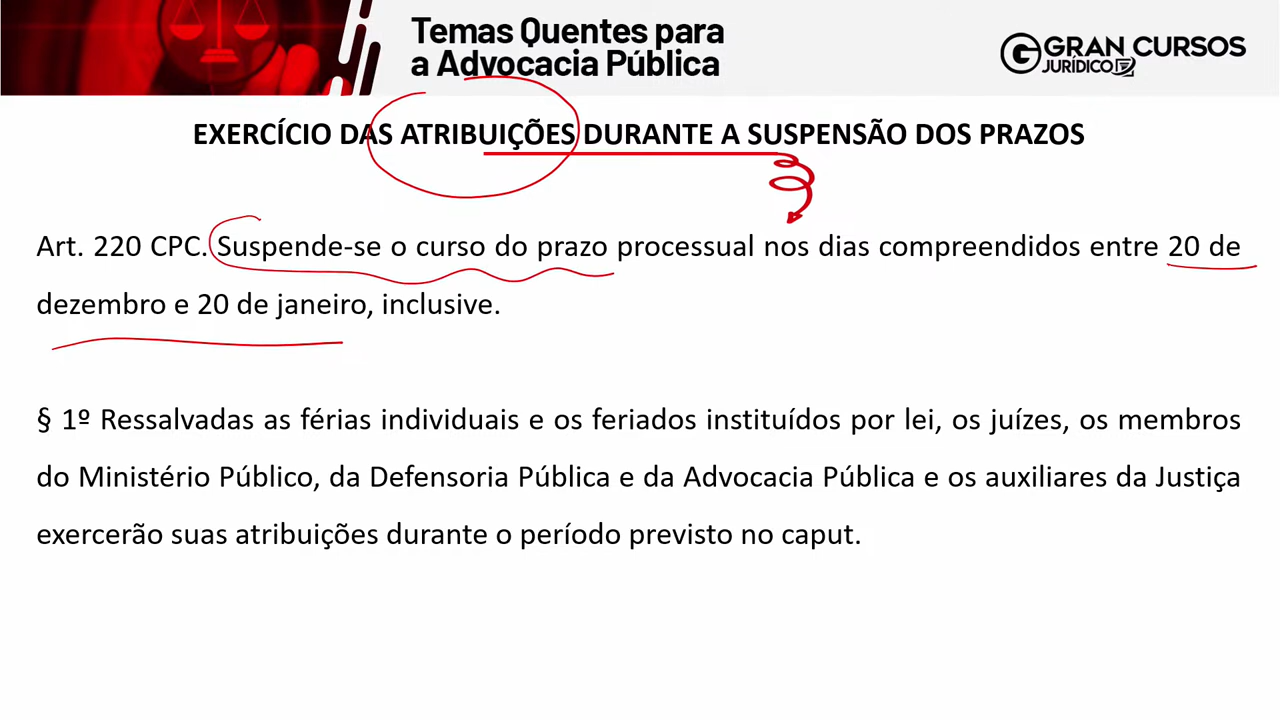 Temas Quentes para
a Advocacia Pública
GRAN CURSOS
JURÍDICO
EXERCÍCIO DAS ATRIBUIÇÕES DURANTE A SUSPENSÃO DOS PRAZOS
Art. 220 CPC. Suspende-se o curso do prazo processual nos dias compreendidos entre 20 de
dezembro e 20 de janeiro, inclusive.
§ 1º Ressalvadas as férias individuais e os feriados instituídos por lei, os juízes, os membros
do Ministério Público, da Defensoria Pública e da Advocacia Pública e os auxiliares da Justiça
exercerão suas atribuições durante o período previsto no caput.